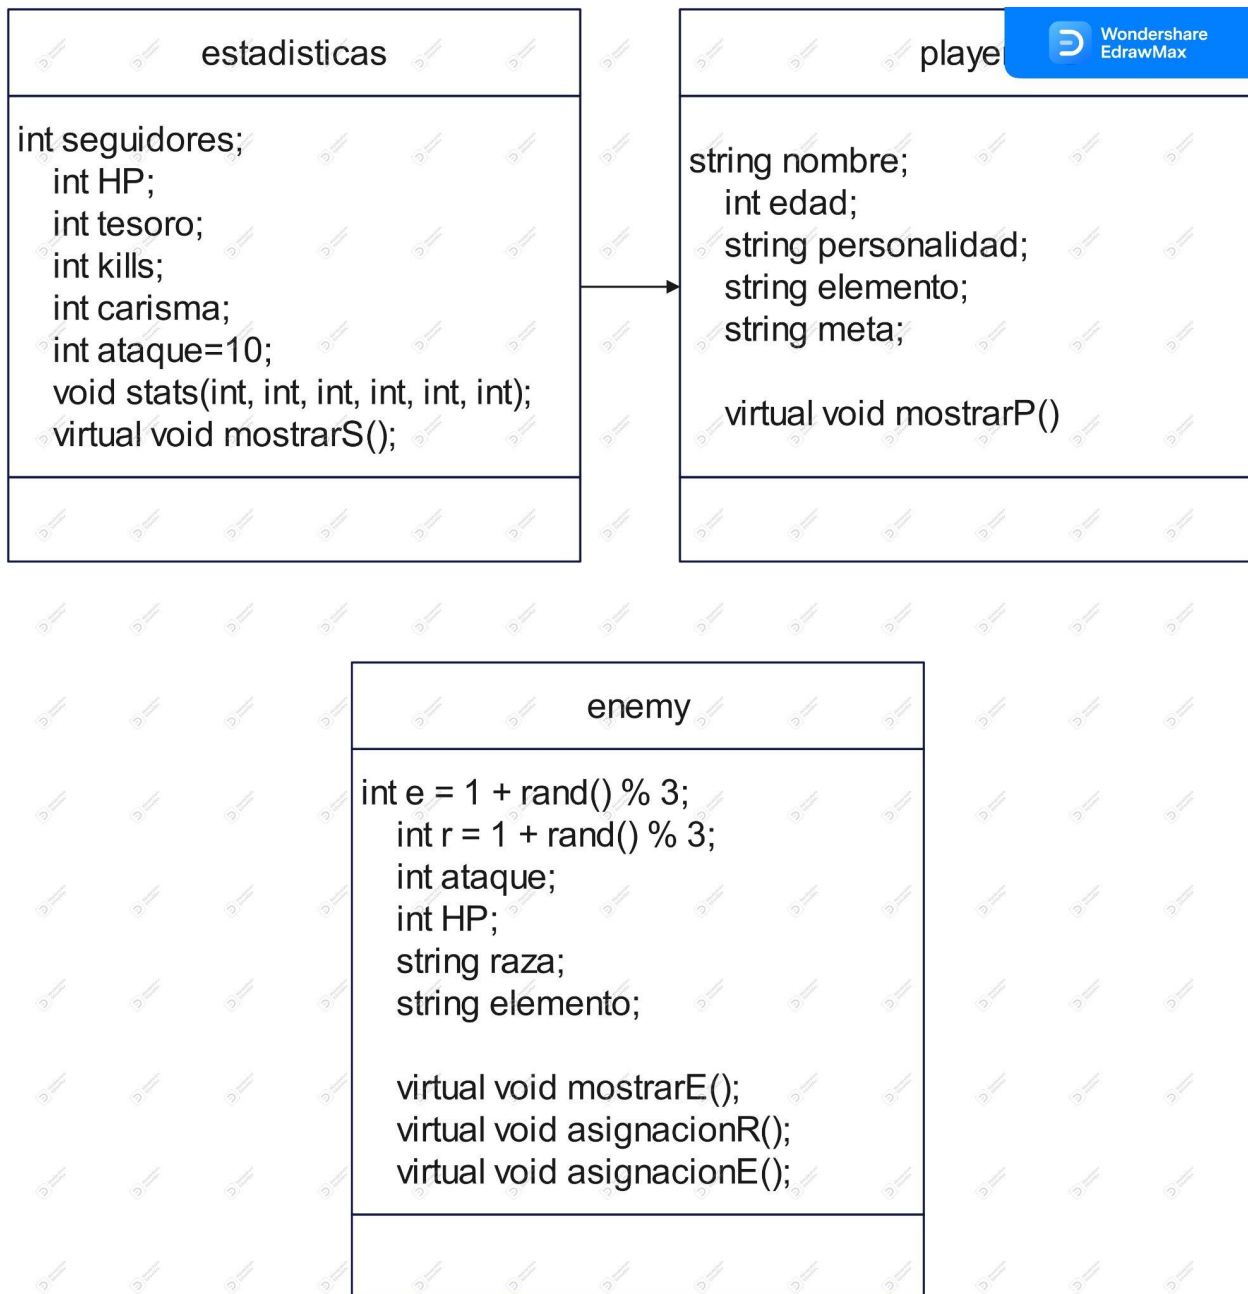 estadisticas
int seguidores;
int HP;
int tesoro;
int kills;
int carisma;
int ataque=10;
void stats(int, int, int, int, int, int);
virtual void mostrarS();
playe
Wondershare
EdrawMax
string nombre;
int edad;
string personalidad;
string elemento;
string meta;
virtual void mostrarP()
enemy
int e = 1 + rand() % 3;
int r = 1 + rand() % 3;
int ataque;
int HP;
string raza;
string elemento;
virtual void mostrarE();
virtual void asignacionR();
virtual void asignacionE();